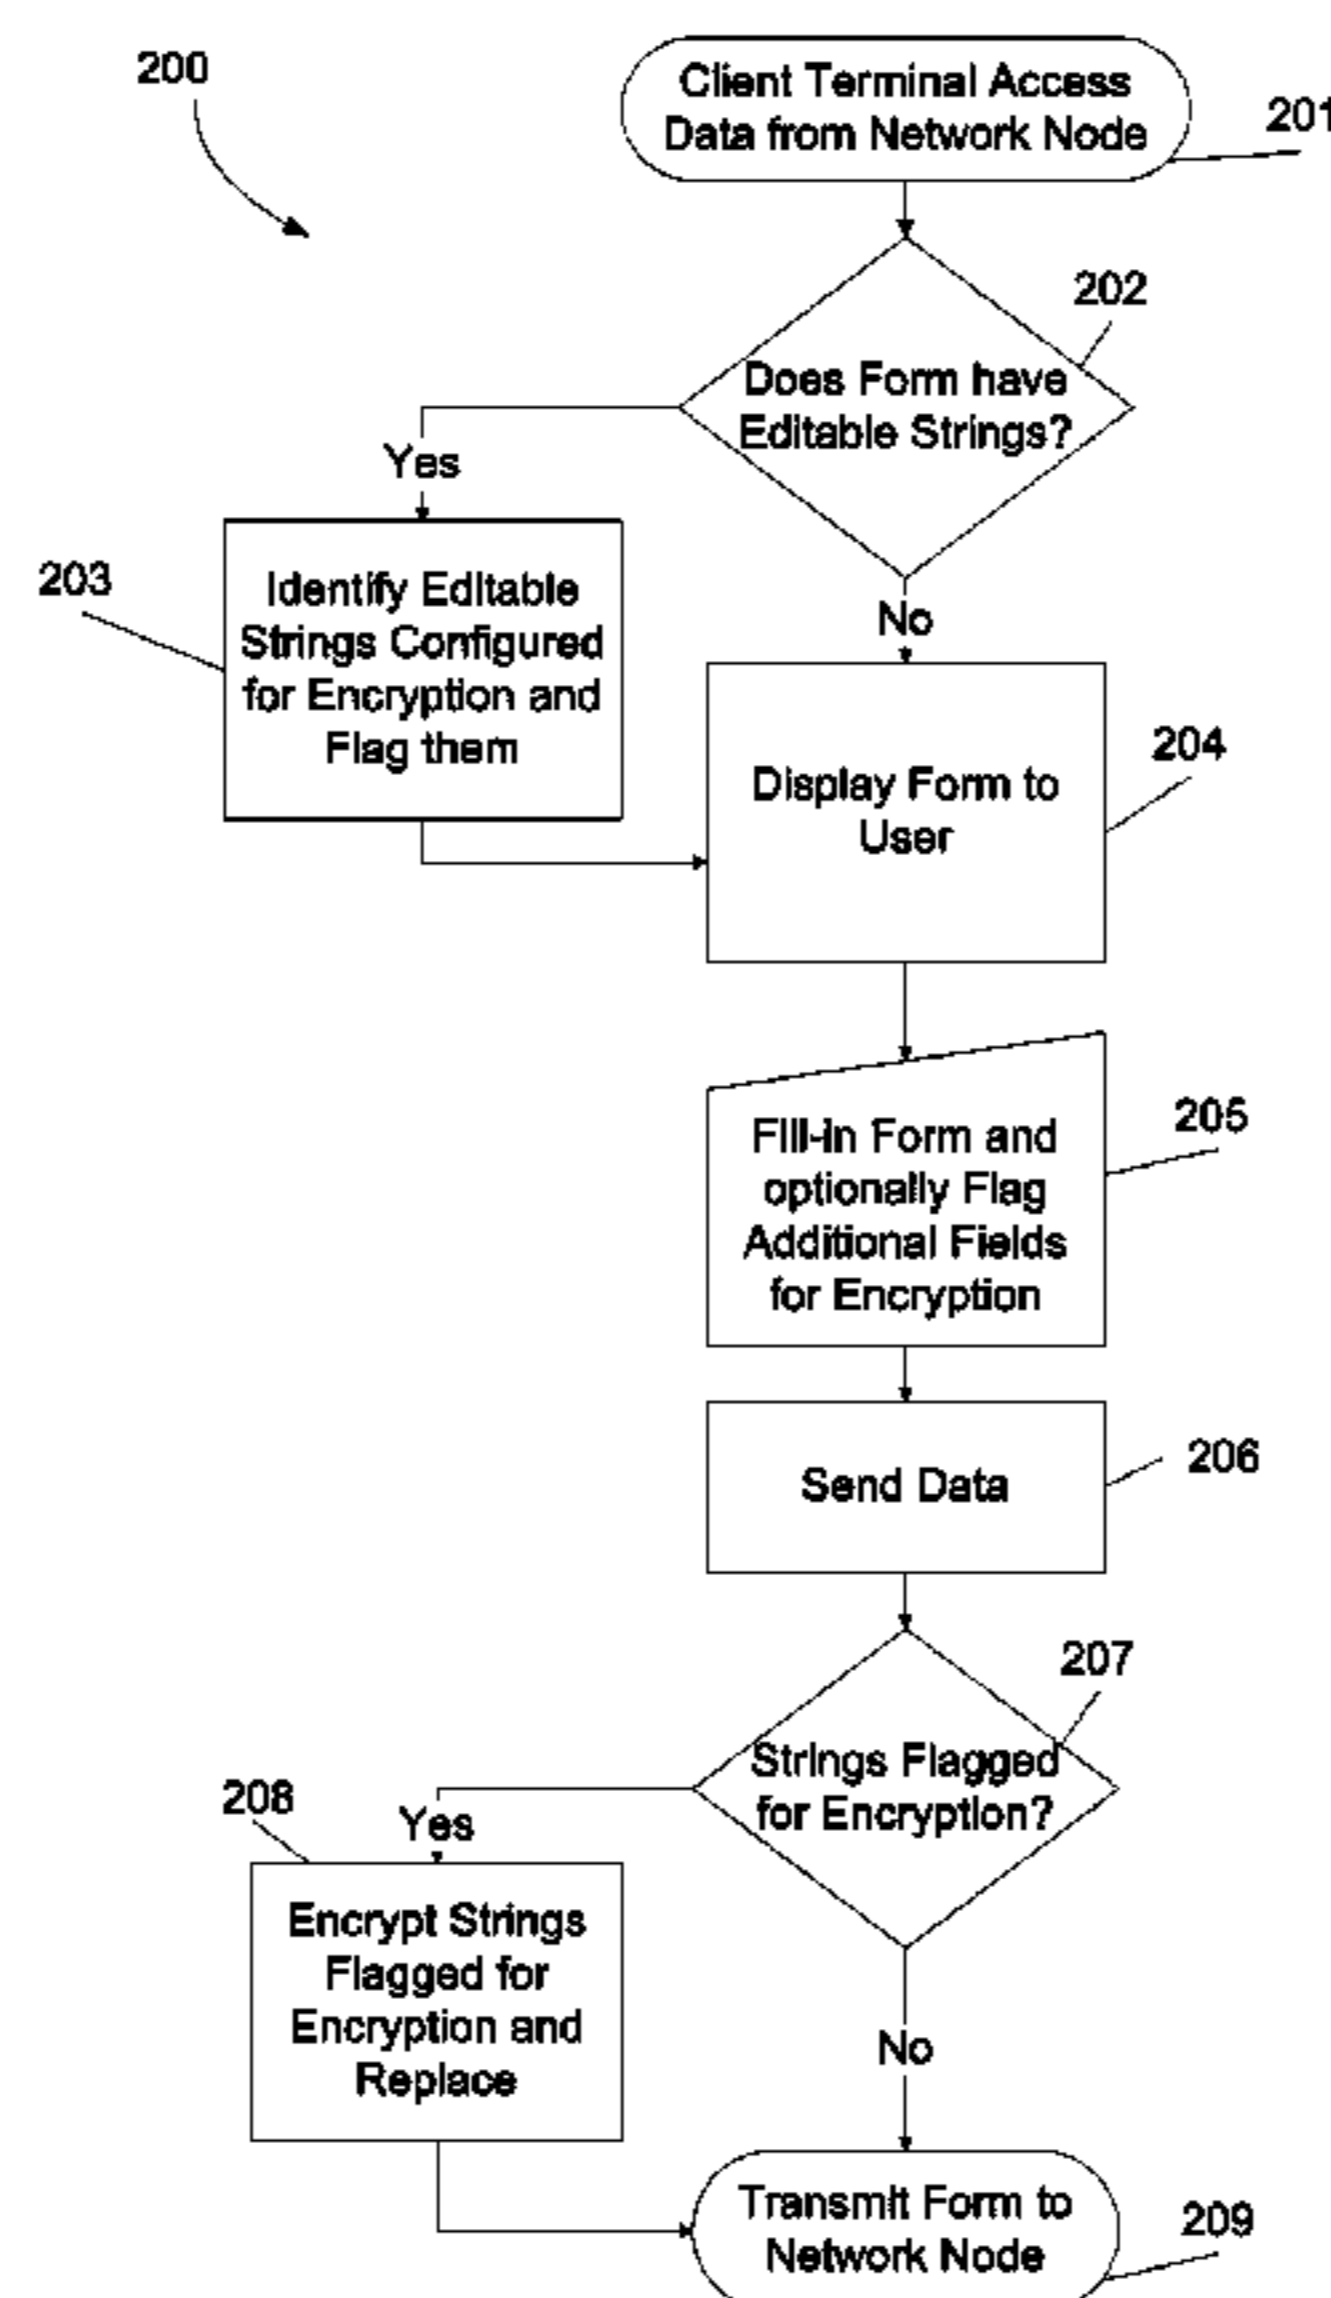 200
Client Terminal Access
Data from Network Node
201
202
Does Form have
Editable Strings?
Yes
203
Identify Editable
Strings Configured
for Encryption and
Flag them
No
204
Display Form to
User
205
Fill-in Form and
optionally Flag
Additional Fields
for Encryption
206
Send Data
207
Strings Flagged
for Encryption?
208
Yes
Encrypt Strings
Flagged for
Encryption and
Replace
No
Transmit Form to
Network Node
209